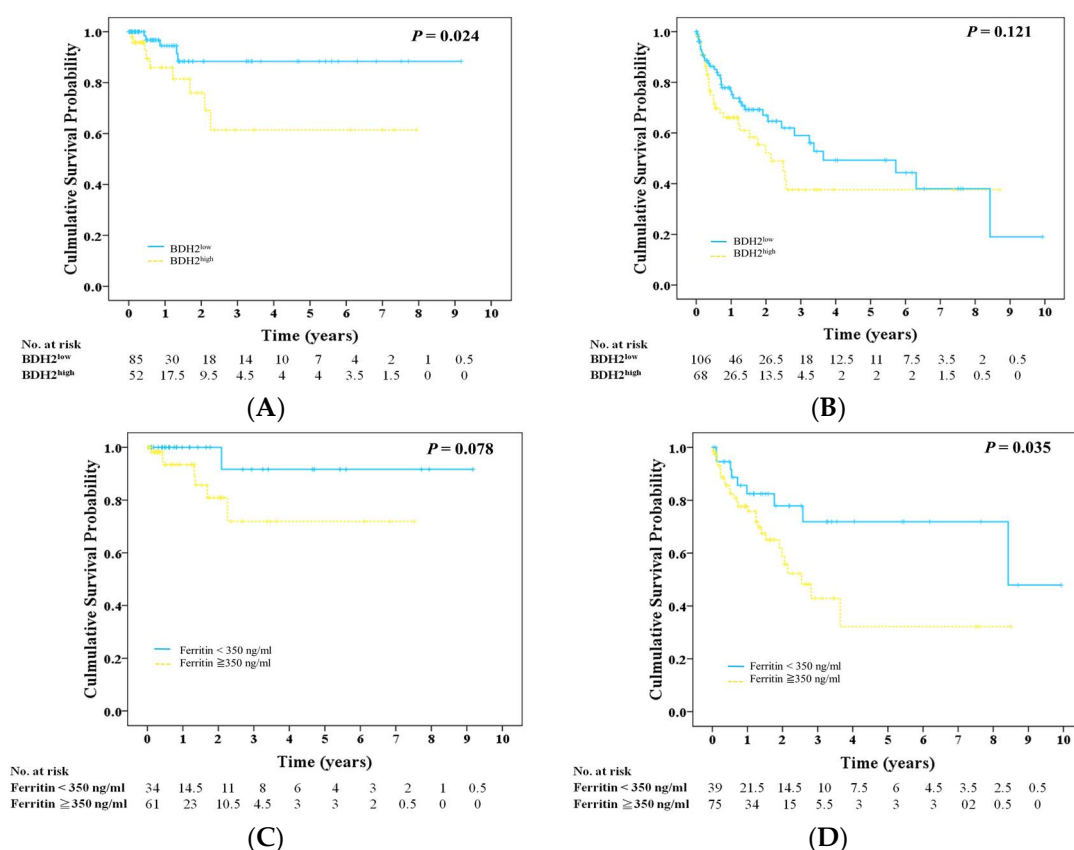 P = 0.024
Culmulative Survival Probability
1.0
0.8
0.6
0.4
0.2
0.0
BDH2low
BDH2high
0 1 2 3 4 5 6 7 8 9 10
Time (years)
No. at risk
BDH2low 85 30 18 14 10 7 4 2 1 0.5
BDH2high 52 17.5 9.5 4.5 4 4 3.5 1.5 0 0
(A)
P = 0.121
Culmulative Survival Probability
1.0
0.8
0.6
0.4
0.2
0.0
BDH2low
BDH2high
0 1 2 3 4 5 6 7 8 9 10
Time (years)
No. at risk
BDH2low 106 46 26.5 18 12.5 11 7.5 3.5 2 0.5
BDH2high 68 26.5 13.5 4.5 2 2 2 1.5 0.5 0
(B)
P = 0.078
Culmulative Survival Probability
1.0
0.8
0.6
0.4
0.2
0.0
Ferritin < 350 ng/ml
Ferritin ≧350 ng/ml
0 1 2 3 4 5 6 7 8 9 10
Time (years)
No. at risk
Ferritin < 350 ng/ml 34 14.5 11 8 6 4 3 2 1 0.5
Ferritin ≧350 ng/ml 61 23 10.5 4.5 3 3 2 0.5 0 0
(C)
P = 0.035
Culmulative Survival Probability
1.0
0.8
0.6
0.4
0.2
0.0
Ferritin < 350 ng/ml
Ferritin ≧350 ng/ml
0 1 2 3 4 5 6 7 8 9 10
Time (years)
No. at risk
Ferritin < 350 ng/ml 39 21.5 14.5 10 7.5 6 4.5 3.5 2.5 0.5
Ferritin ≧350 ng/ml 75 34 15 5.5 3 3 3 02 0.5 0
(D)